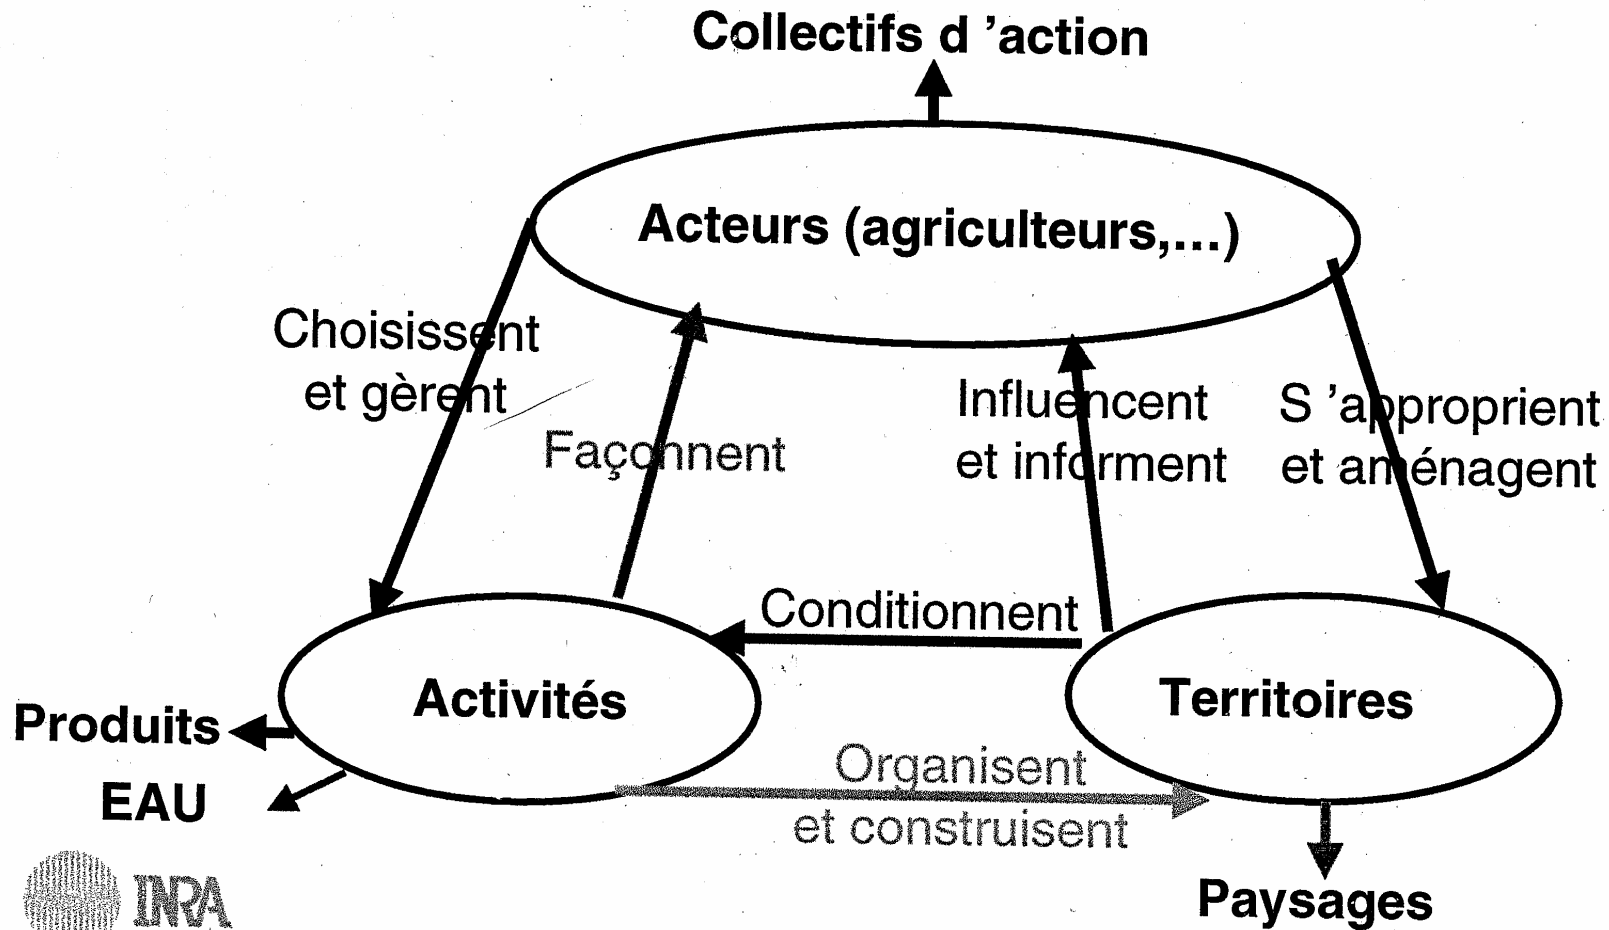 Collectifs d ’action
Acteurs (agriculteurs,...)
Choisissent
et gèrent
Façonnent
Influencent
et informent
S ’approprient
et aménagent
Conditionnent
Activités
Territoires
Produits
EAU
Organisent
et construisent
Paysages
INRA